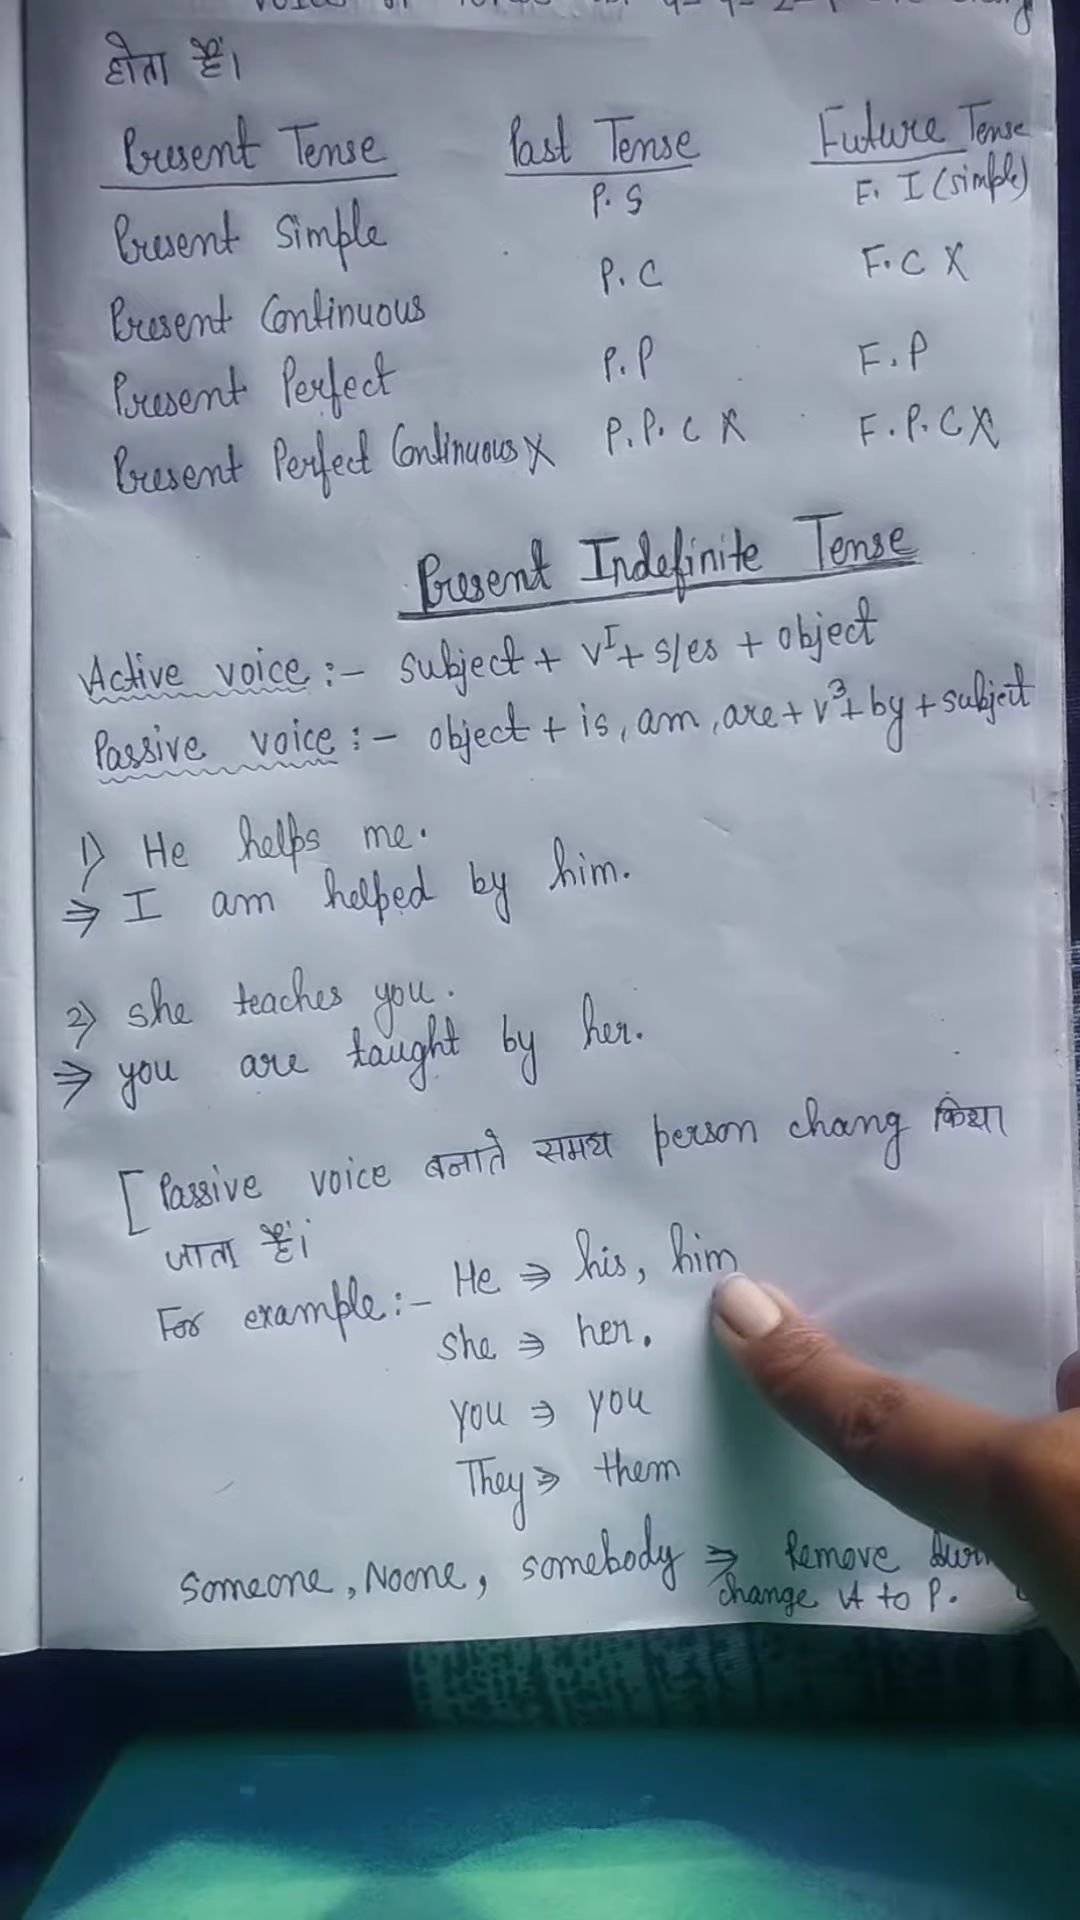 होता हैं।
Present Tense Past Tense Future Tense
Present Simple P. S F. I (simple)
Present Continuous P. C F. C X
Present Perfect P. P F. P
Present Perfect Continuous X P. P. C X F. P. C X
Present Indefinite Tense
Active voice :- subject + v^I + s/es + object
Passive voice :- object + is, am, are + v^3 + by + subject
1) He helps me.
⇒ I am helped by him.
2) she teaches you.
⇒ you are taught by her.
[ Passive voice बनाते समय person chang किया
जाता हैं।
For example :- He ⇒ his, him
she ⇒ her.
you ⇒ you
They ⇒ them
Someone, Noone, somebody ⇒ Remove
change A to P.